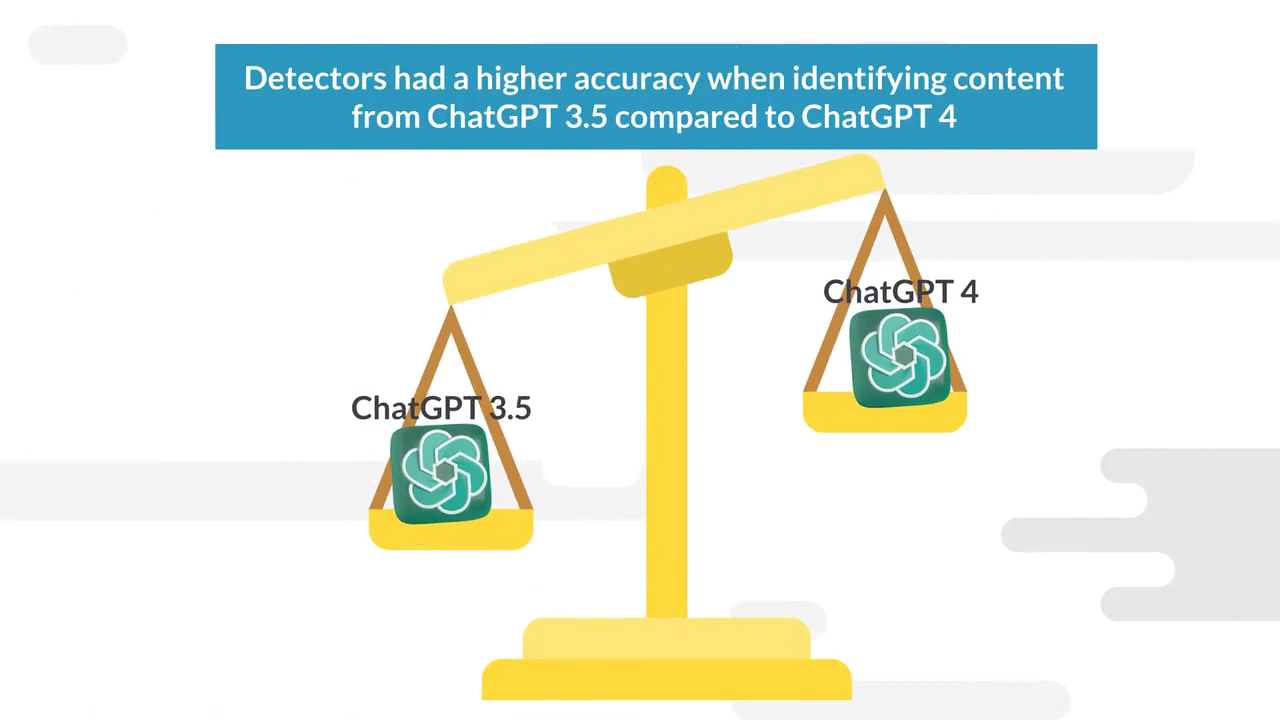 Detectors had a higher accuracy when identifying content
from ChatGPT 3.5 compared to ChatGPT 4
ChatGPT 4
ChatGPT 3.5